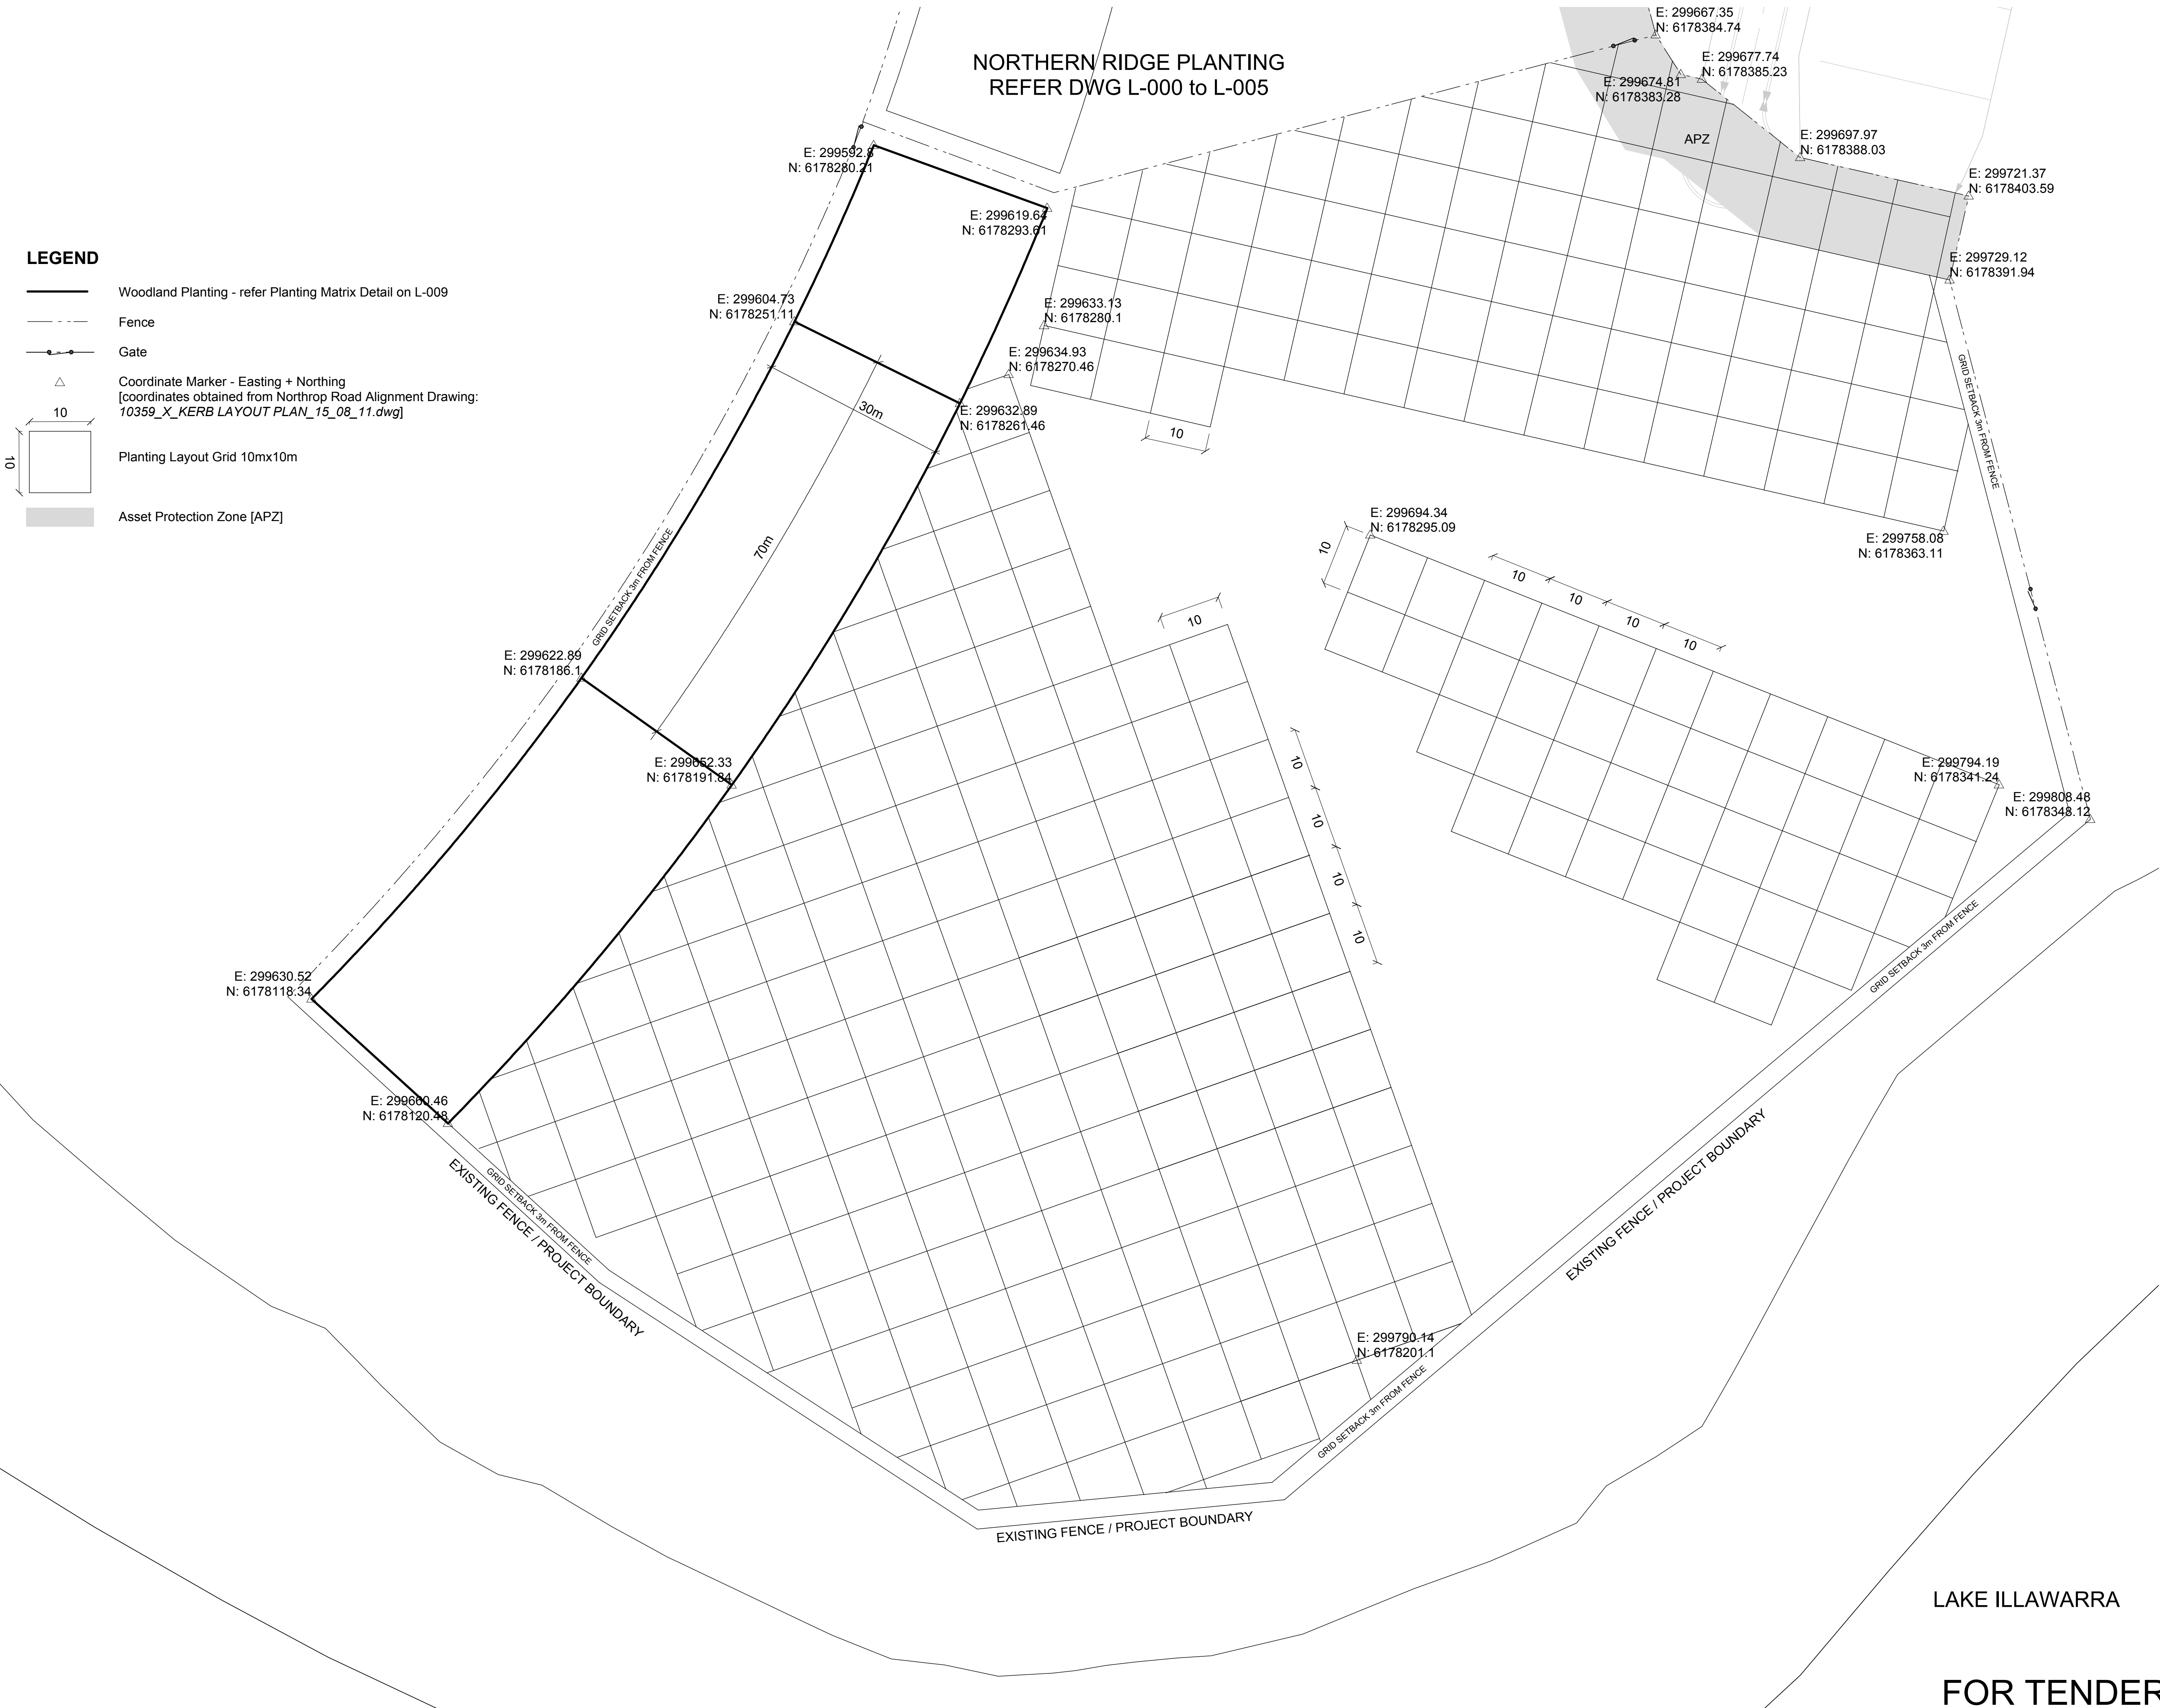 NORTHERN RIDGE PLANTING
REFER DWG L-000 to L-005
E: 299667.35
N: 6178384.74
E: 299677.74
N: 6178385.23
E: 299674.81
N: 6178383.28
APZ
E: 299697.97
N: 6178388.03
E: 299721.37
N: 6178403.59
E: 299729.12
N: 6178391.94
E: 299592.8
N: 6178280.21
E: 299619.64
N: 6178293.61
LEGEND
Woodland Planting - refer Planting Matrix Detail on L-009
Fence
Gate
Coordinate Marker - Easting + Northing
[coordinates obtained from Northrop Road Alignment Drawing:
10359_X_KERB LAYOUT PLAN_15_08_11.dwg]
10
10
Planting Layout Grid 10mx10m
Asset Protection Zone [APZ]
E: 299604.73
N: 6178251.11
E: 299633.13
N: 6178280.1
E: 299634.93
N: 6178270.46
30m
E: 299632.89
N: 6178261.46
10
GRID SETBACK 3m FROM FENCE
E: 299694.34
N: 6178295.09
E: 299758.08
N: 6178363.11
10
10
10
10
10
70m
GRID SETBACK 3m FROM FENCE
10
E: 299622.89
N: 6178186.1
E: 299652.33
N: 6178191.84
10
10
10
10
E: 299794.19
N: 6178341.24
E: 299808.48
N: 6178348.12
GRID SETBACK 3m FROM FENCE
E: 299630.52
N: 6178118.34
E: 299660.46
N: 6178120.48
GRID SETBACK 3m FROM FENCE
EXISTING FENCE / PROJECT BOUNDARY
EXISTING FENCE / PROJECT BOUNDARY
E: 299790.14
N: 6178201.1
GRID SETBACK 3m FROM FENCE
EXISTING FENCE / PROJECT BOUNDARY
LAKE ILLAWARRA
FOR TENDER